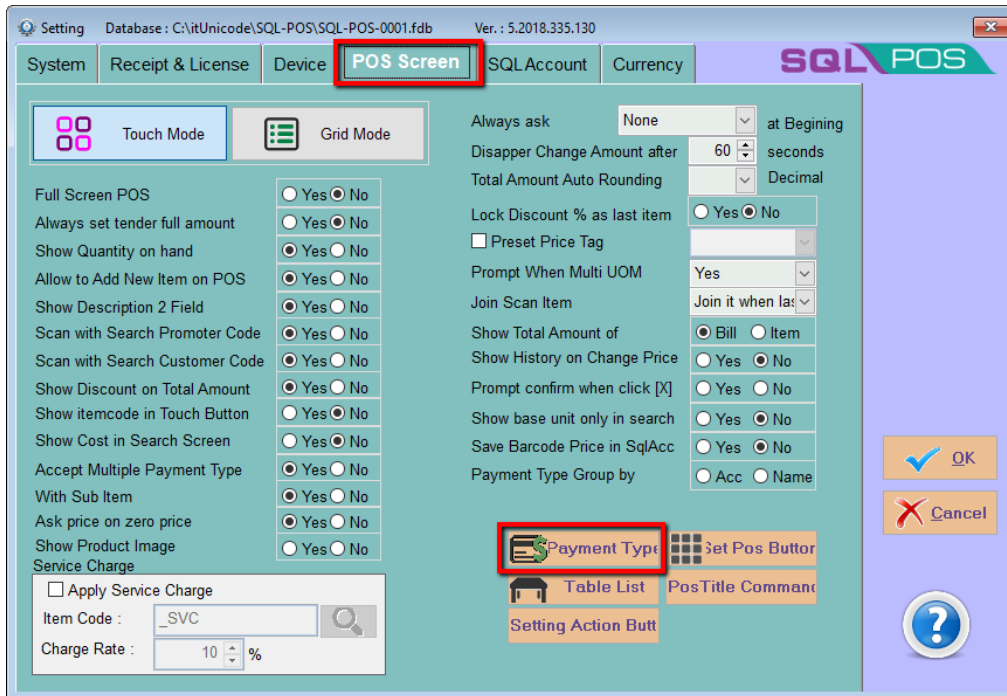 Setting Database : C:\itUnicode\SQL-POS\SQL-POS-0001.fdb Ver. : 5.2018.335.130
System Receipt & License Device POS Screen SQL Account Currency
SQL POS
Touch Mode Grid Mode
Full Screen POS Yes No
Always set tender full amount Yes No
Show Quantity on hand Yes No
Allow to Add New Item on POS Yes No
Show Description 2 Field Yes No
Scan with Search Promoter Code Yes No
Scan with Search Customer Code Yes No
Show Discount on Total Amount Yes No
Show itemcode in Touch Button Yes No
Show Cost in Search Screen Yes No
Accept Multiple Payment Type Yes No
With Sub Item Yes No
Ask price on zero price Yes No
Show Product Image Yes No
Service Charge
Apply Service Charge
Item Code : _SVC
Charge Rate : 10 %
Always ask None at Begining
Disapper Change Amount after 60 seconds
Total Amount Auto Rounding Decimal
Lock Discount % as last item Yes No
Preset Price Tag
Prompt When Multi UOM Yes
Join Scan Item Join it when las
Show Total Amount of Bill Item
Show History on Change Price Yes No
Prompt confirm when click [X] Yes No
Show base unit only in search Yes No
Save Barcode Price in SqlAcc Yes No
Payment Type Group by Acc Name
Payment Type Set Pos Button
Table List PosTitle Command
Setting Action Butt
OK
Cancel
?